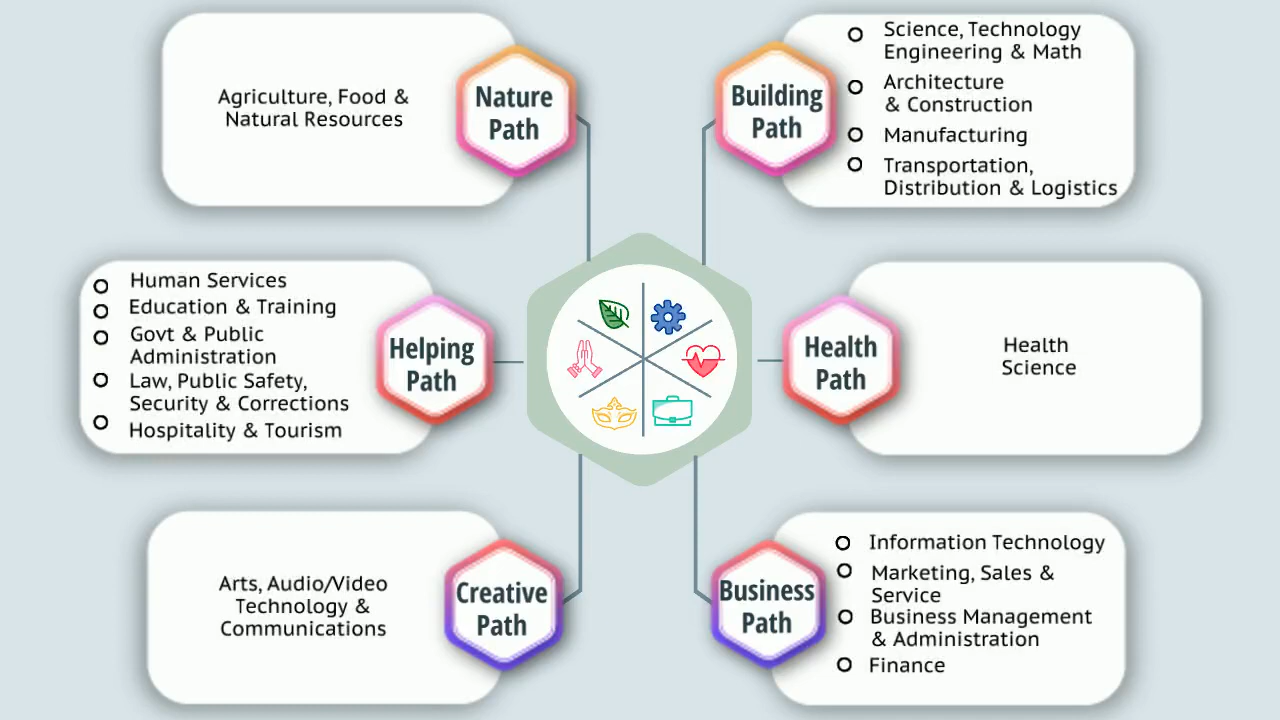 Nature
Path
Agriculture, Food &
Natural Resources
Building
Path
Science, Technology
Engineering & Math
Architecture
& Construction
Manufacturing
Transportation,
Distribution & Logistics
Helping
Path
Human Services
Education & Training
Govt & Public
Administration
Law, Public Safety,
Security & Corrections
Hospitality & Tourism
Health
Path
Health
Science
Creative
Path
Arts, Audio/Video
Technology &
Communications
Business
Path
Information Technology
Marketing, Sales &
Service
Business Management
& Administration
Finance